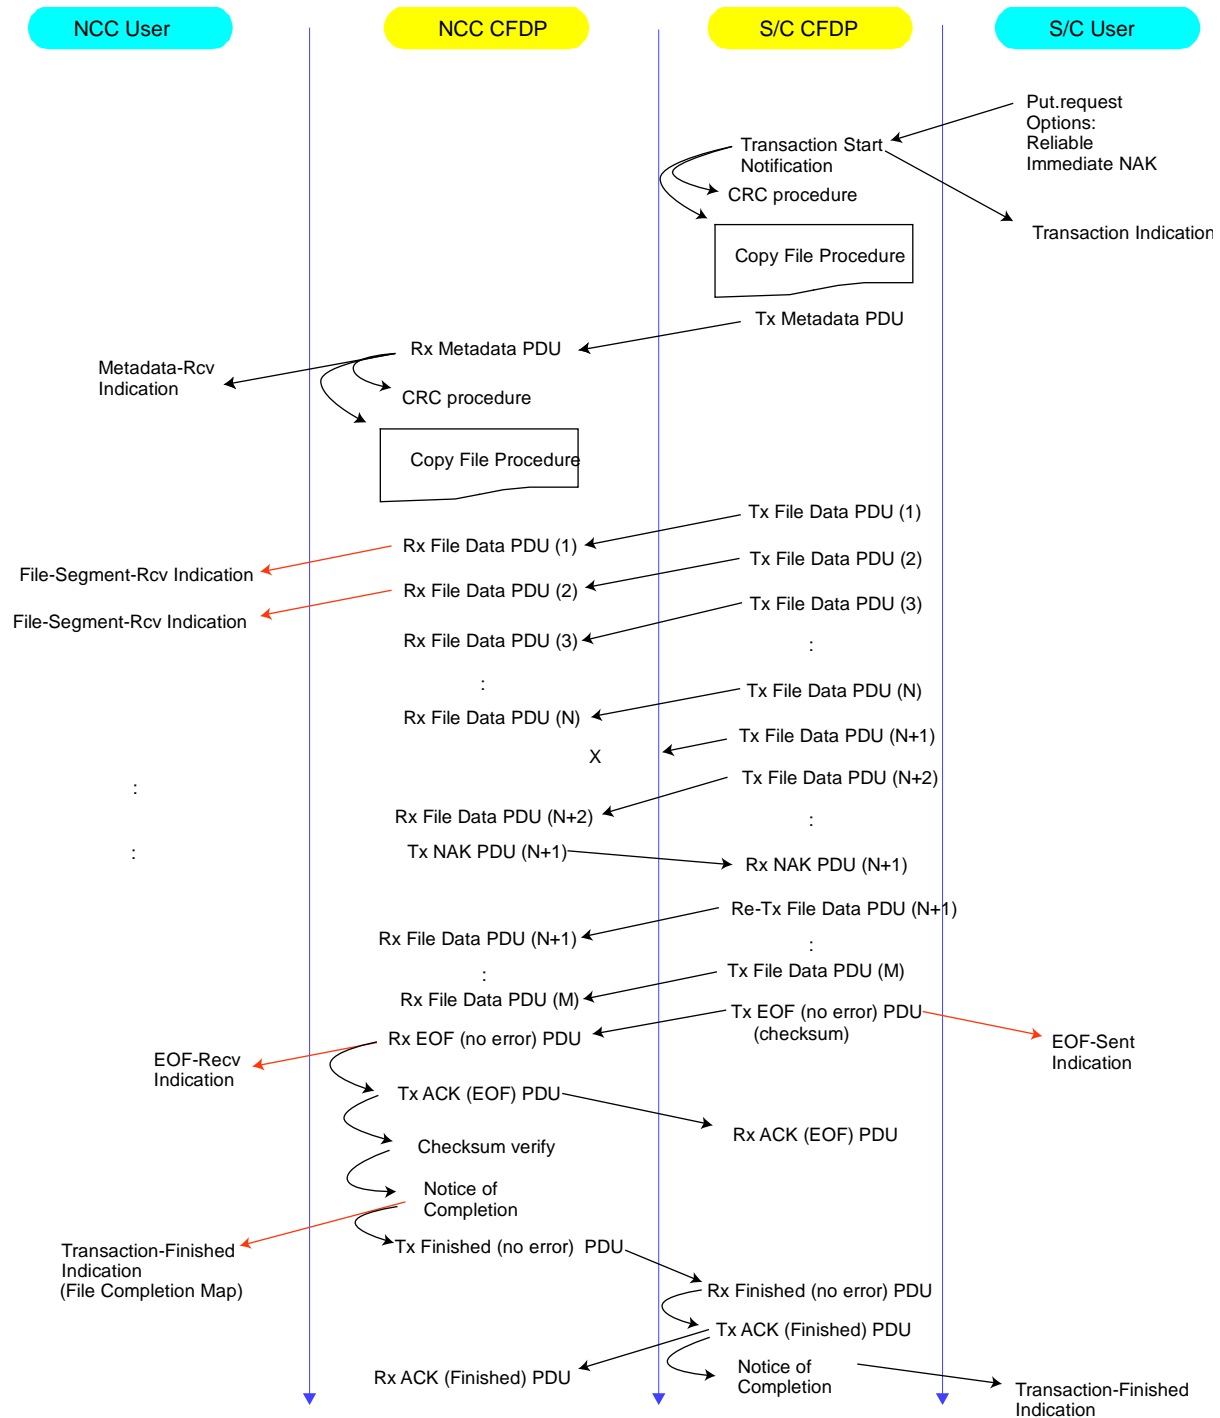 NCC User
NCC CFDP
S/C CFDP
S/C User
Put.request
Options:
Reliable
Immediate NAK
Transaction Start
Notification
CRC procedure
Transaction Indication
Copy File Procedure
Tx Metadata PDU
Rx Metadata PDU
Metadata-Rcv
Indication
CRC procedure
Copy File Procedure
Tx File Data PDU (1)
Rx File Data PDU (1)
File-Segment-Rcv Indication
Tx File Data PDU (2)
Rx File Data PDU (2)
File-Segment-Rcv Indication
Tx File Data PDU (3)
Rx File Data PDU (3)
:
:
Tx File Data PDU (N)
Rx File Data PDU (N)
Tx File Data PDU (N+1)
X
Tx File Data PDU (N+2)
:
Rx File Data PDU (N+2)
:
:
Tx NAK PDU (N+1)
Rx NAK PDU (N+1)
Re-Tx File Data PDU (N+1)
Rx File Data PDU (N+1)
:
:
Tx File Data PDU (M)
Rx File Data PDU (M)
Tx EOF (no error) PDU
(checksum)
Rx EOF (no error) PDU
EOF-Sent
Indication
EOF-Recv
Indication
Tx ACK (EOF) PDU
Rx ACK (EOF) PDU
Checksum verify
Notice of
Completion
Transaction-Finished
Indication
(File Completion Map)
Tx Finished (no error) PDU
Rx Finished (no error) PDU
Tx ACK (Finished) PDU
Rx ACK (Finished) PDU
Notice of
Completion
Transaction-Finished
Indication